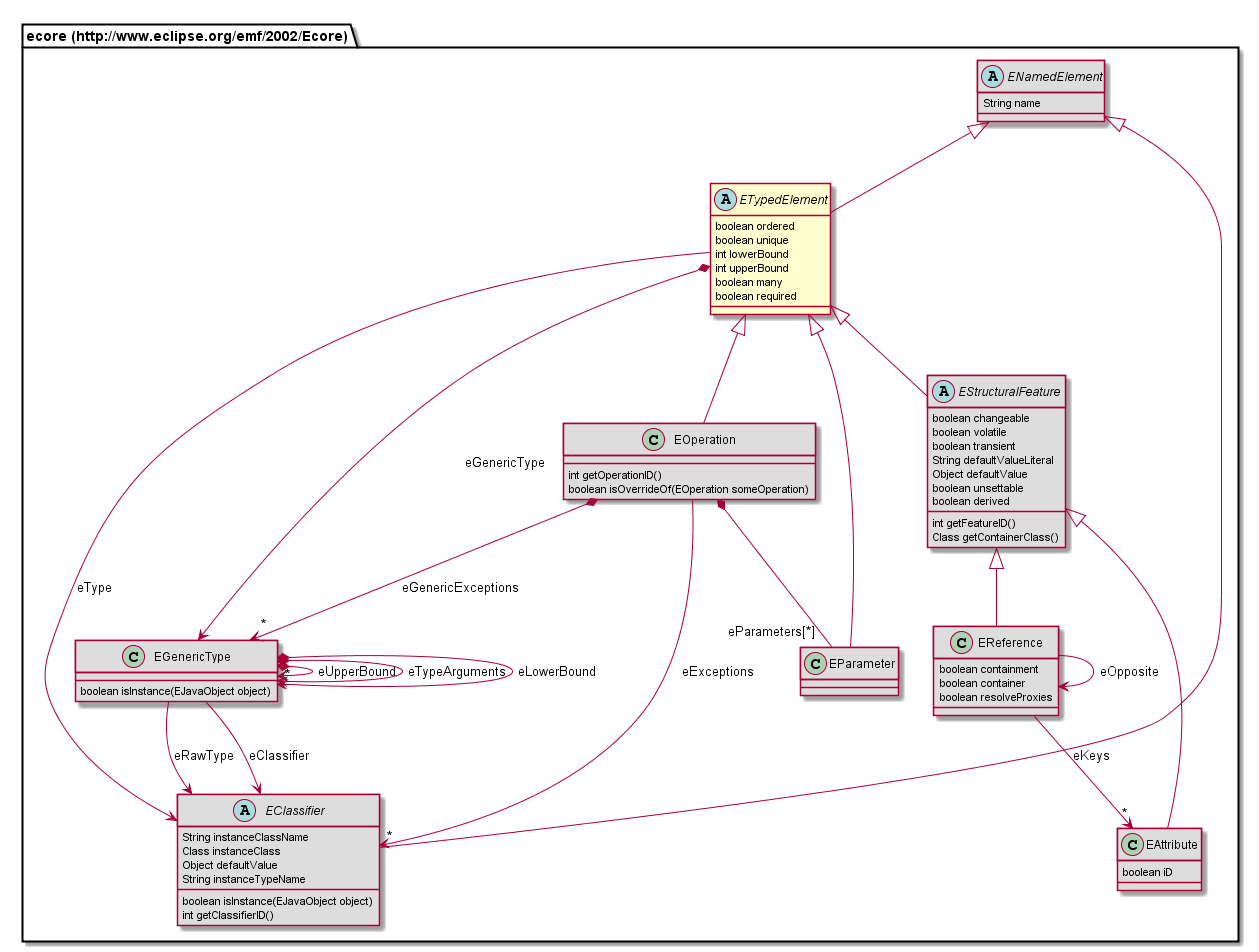 ecore (http://www.eclipse.org/emf/2002/Ecore)
A ENamedElement
String name
A ETypedElement
boolean ordered
boolean unique
int lowerBound
int upperBound
boolean many
boolean required
A EStructuralFeature
boolean changeable
boolean volatile
boolean transient
String defaultValueLiteral
Object defaultValue
boolean unsettable
boolean derived
int getFeatureID()
Class getContainerClass()
C EOperation
int getOperationID()
boolean isOverrideOf(EOperation someOperation)
eGenericType
eType
eGenericExceptions
*
eParameters[*]
eExceptions
C EGenericType
boolean isInstance(EJavaObject object)
*
eUpperBound
eTypeArguments
eLowerBound
C EParameter
C EReference
boolean containment
boolean container
boolean resolveProxies
eOpposite
eRawType
eClassifier
eKeys
*
*
A EClassifier
String instanceClassName
Class instanceClass
Object defaultValue
String instanceTypeName
boolean isInstance(EJavaObject object)
int getClassifierID()
C EAttribute
boolean iD